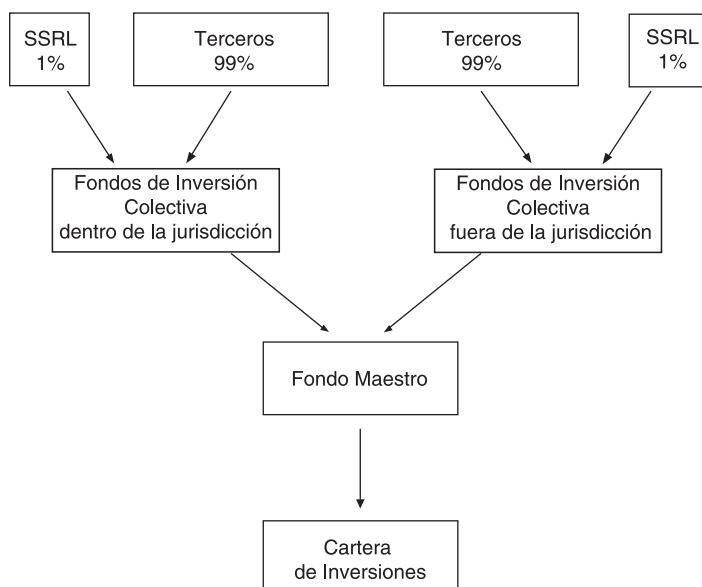 SSRL
1%
Terceros
99%
Terceros
99%
SSRL
1%
Fondos de Inversión
Colectiva
dentro de la jurisdicción
Fondos de Inversión
Colectiva
fuera de la jurisdicción
Fondo Maestro
Cartera
de Inversiones